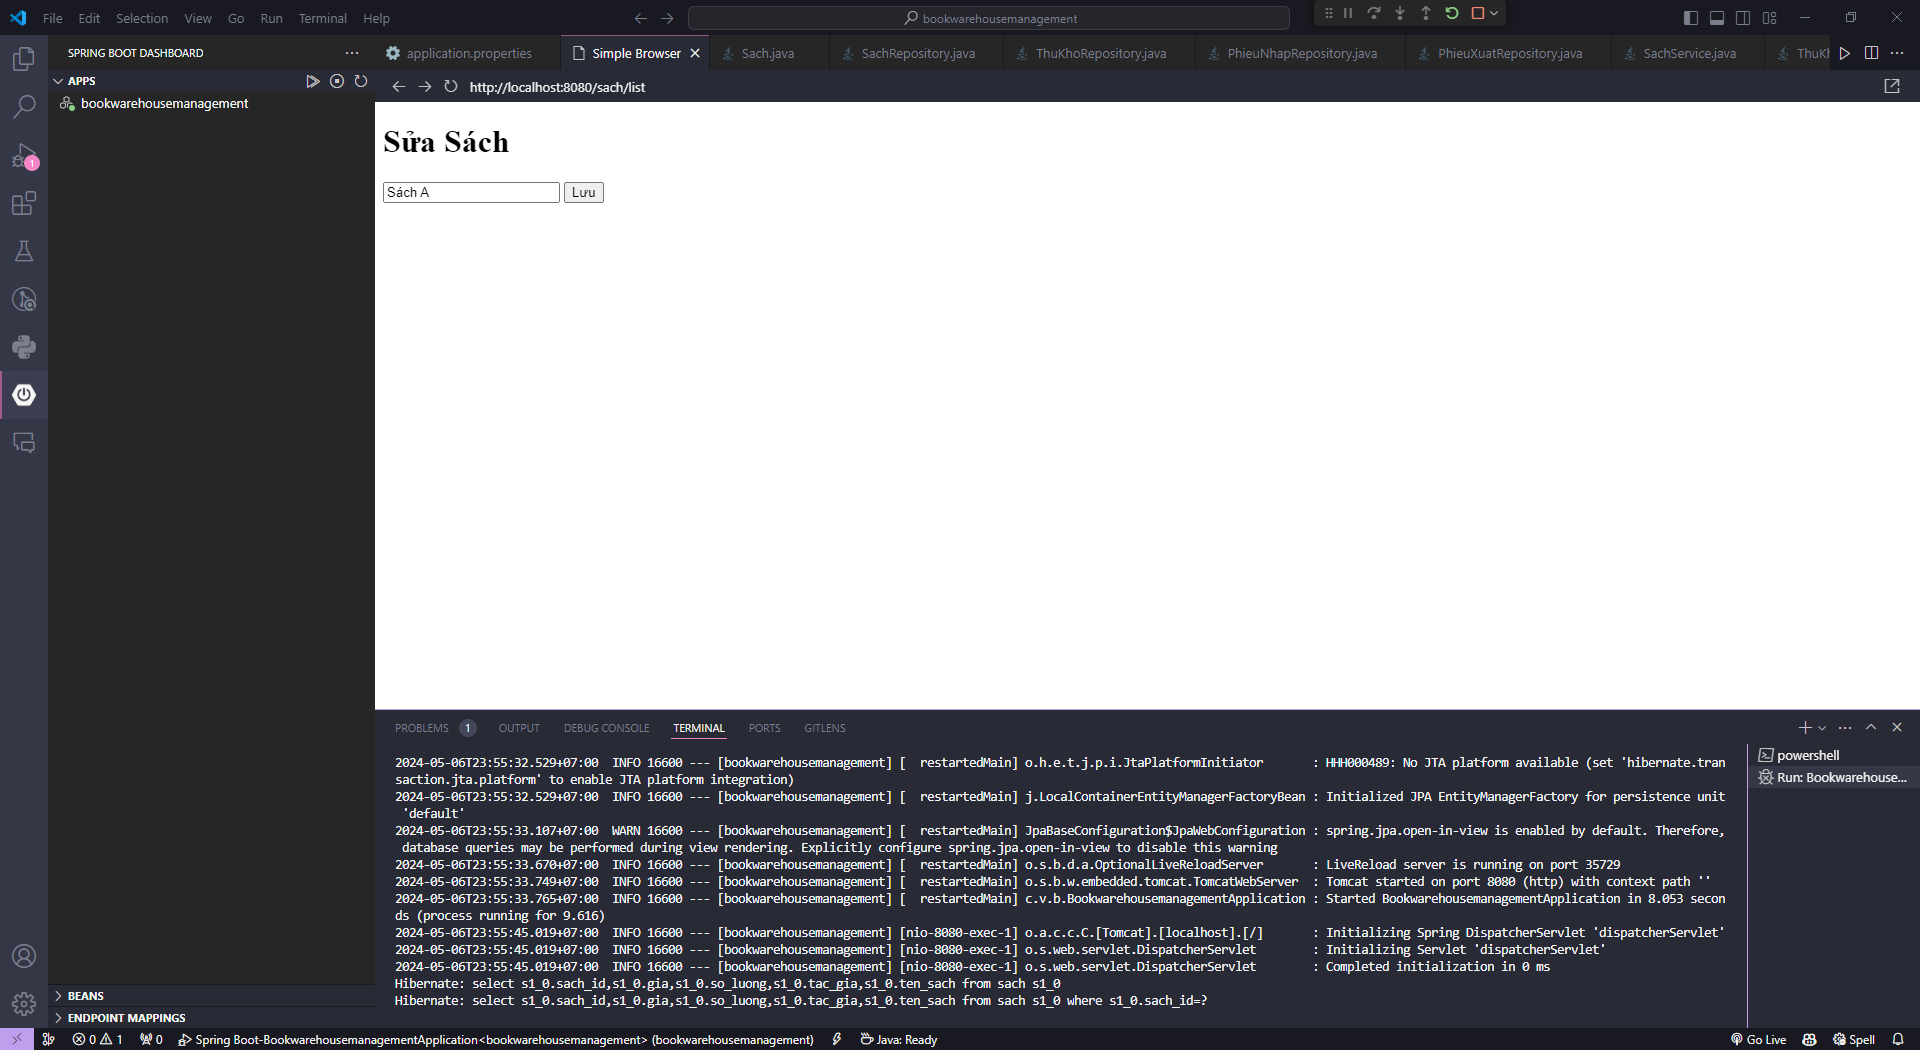 File Edit Selection View Go Run Terminal Help
bookwarehousemanagement
SPRING BOOT DASHBOARD
application.properties Simple Browser Sach.java SachRepository.java ThuKhoRepository.java PhieuNhapRepository.java PhieuXuatRepository.java SachService.java
APPS
http://localhost:8080/sach/list
bookwarehousemanagement
1
Sửa Sách
Sách A Lưu
PROBLEMS 1 OUTPUT DEBUG CONSOLE TERMINAL PORTS GITLENS
2024-05-06T23:55:32.529+07:00  INFO 16600 --- [bookwarehousemanagement] [  restartedMain] o.h.e.t.j.p.i.JtaPlatformInitiator       : HHH000489: No JTA platform available (set 'hibernate.tran
saction.jta.platform' to enable JTA platform integration)
2024-05-06T23:55:32.529+07:00  INFO 16600 --- [bookwarehousemanagement] [  restartedMain] j.LocalContainerEntityManagerFactoryBean : Initialized JPA EntityManagerFactory for persistence unit
'default'
2024-05-06T23:55:33.107+07:00  WARN 16600 --- [bookwarehousemanagement] [  restartedMain] JpaBaseConfiguration$JpaWebConfiguration : spring.jpa.open-in-view is enabled by default. Therefore,
database queries may be performed during view rendering. Explicitly configure spring.jpa.open-in-view to disable this warning
2024-05-06T23:55:33.670+07:00  INFO 16600 --- [bookwarehousemanagement] [  restartedMain] o.s.b.d.a.OptionalLiveReloadServer       : LiveReload server is running on port 35729
2024-05-06T23:55:33.749+07:00  INFO 16600 --- [bookwarehousemanagement] [  restartedMain] o.s.b.w.embedded.tomcat.TomcatWebServer  : Tomcat started on port 8080 (http) with context path ''
2024-05-06T23:55:33.765+07:00  INFO 16600 --- [bookwarehousemanagement] [  restartedMain] c.v.b.BookwarehousemanagementApplication : Started BookwarehousemanagementApplication in 8.053 secon
ds (process running for 9.616)
2024-05-06T23:55:45.019+07:00  INFO 16600 --- [bookwarehousemanagement] [nio-8080-exec-1] o.a.c.c.C.[Tomcat].[localhost].[/]       : Initializing Spring DispatcherServlet 'dispatcherServlet'
2024-05-06T23:55:45.019+07:00  INFO 16600 --- [bookwarehousemanagement] [nio-8080-exec-1] o.s.web.servlet.DispatcherServlet        : Initializing Servlet 'dispatcherServlet'
2024-05-06T23:55:45.019+07:00  INFO 16600 --- [bookwarehousemanagement] [nio-8080-exec-1] o.s.web.servlet.DispatcherServlet        : Completed initialization in 0 ms
Hibernate: select s1_0.sach_id,s1_0.gia,s1_0.so_luong,s1_0.tac_gia,s1_0.ten_sach from sach s1_0
Hibernate: select s1_0.sach_id,s1_0.gia,s1_0.so_luong,s1_0.tac_gia,s1_0.ten_sach from sach s1_0 where s1_0.sach_id=?
powershell
Run: Bookwarehouse...
BEANS
ENDPOINT MAPPINGS
0 1 0 Spring Boot-BookwarehousemanagementApplication<bookwarehousemanagement> (bookwarehousemanagement) Java: Ready Go Live Spell